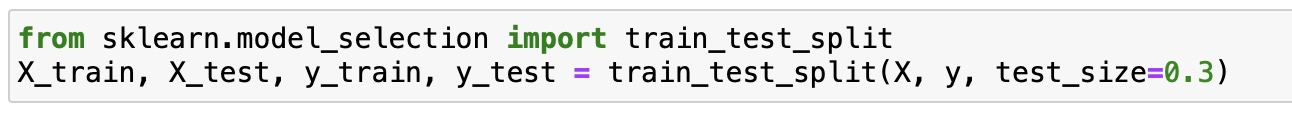 from sklearn.model_selection import train_test_split
X_train, X_test, y_train, y_test = train_test_split(X, y, test_size=0.3)